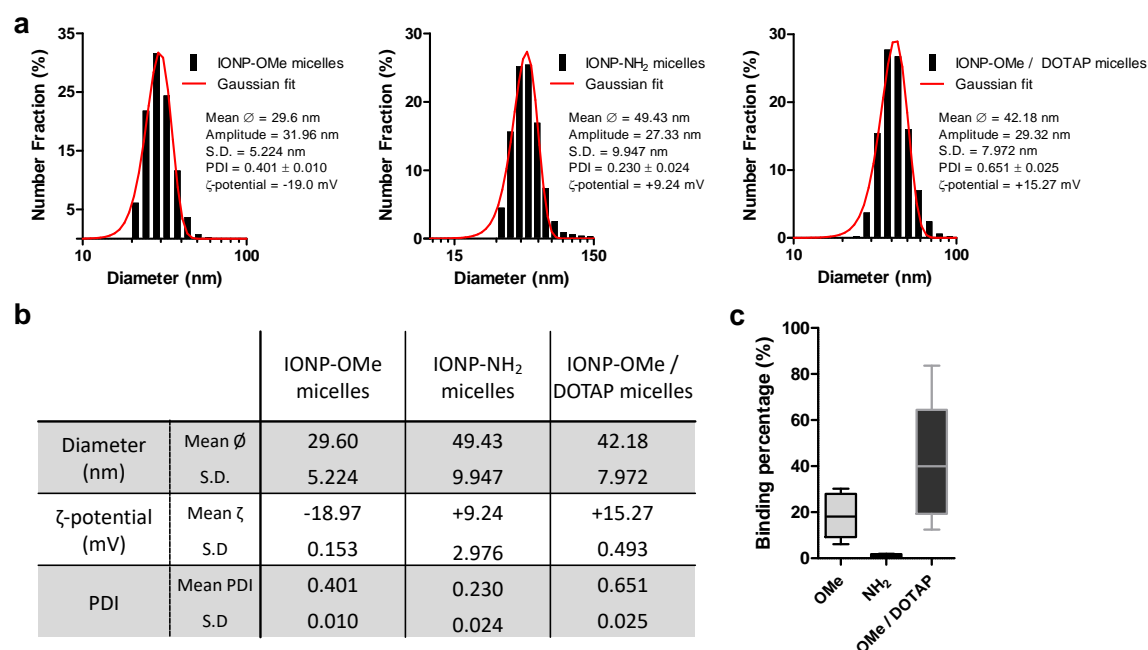 a
35
25
15
5
Number Fraction (%)
10
100
Diameter (nm)
IONP-OMe micelles
Gaussian fit
Mean ∅ = 29.6 nm
Amplitude = 31.96 nm
S.D. = 5.224 nm
PDI = 0.401 ± 0.010
ζ-potential = -19.0 mV
30
20
10
0
Number Fraction (%)
15
150
Diameter (nm)
IONP-NH₂ micelles
Gaussian fit
Mean ∅ = 49.43 nm
Amplitude = 27.33 nm
S.D. = 9.947 nm
PDI = 0.230 ± 0.024
ζ-potential = +9.24 mV
30
20
10
0
Number Fraction (%)
10
100
Diameter (nm)
IONP-OMe / DOTAP micelles
Gaussian fit
Mean ∅ = 42.18 nm
Amplitude = 29.32 nm
S.D. = 7.972 nm
PDI = 0.651 ± 0.025
ζ-potential = +15.27 mV
b
IONP-OMe micelles
IONP-NH₂ micelles
IONP-OMe / DOTAP micelles
Diameter (nm)
Mean Ø 29.60 49.43 42.18
S.D. 5.224 9.947 7.972
ζ-potential (mV)
Mean ζ -18.97 +9.24 +15.27
S.D 0.153 2.976 0.493
PDI
Mean PDI 0.401 0.230 0.651
S.D 0.010 0.024 0.025
c
100
80
60
40
20
0
Binding percentage (%)
OMe
NH₂
OMe / DOTAP